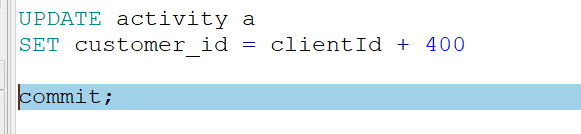 UPDATE activity a
SET customer_id = clientId + 400
commit;